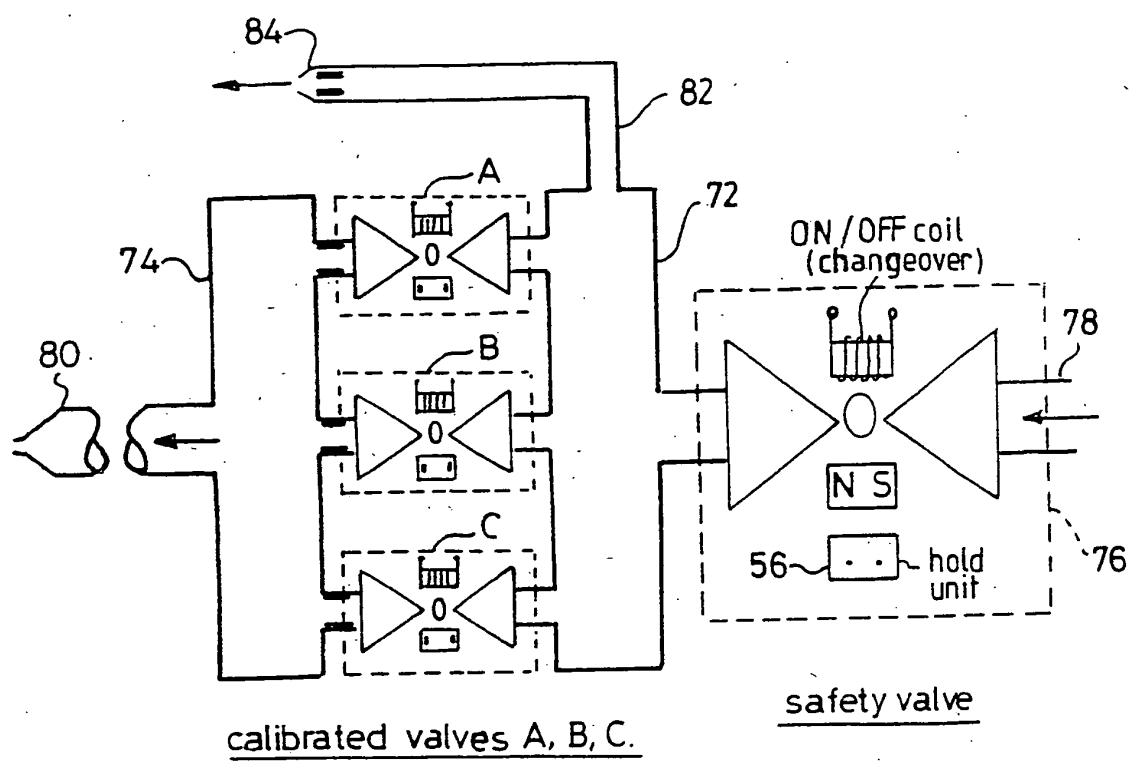 84
82
A
72
ON/OFF coil
(changeover)
74
78
80
B
N S
C
56
hold
unit
76
safety valve
calibrated valves A, B, C.